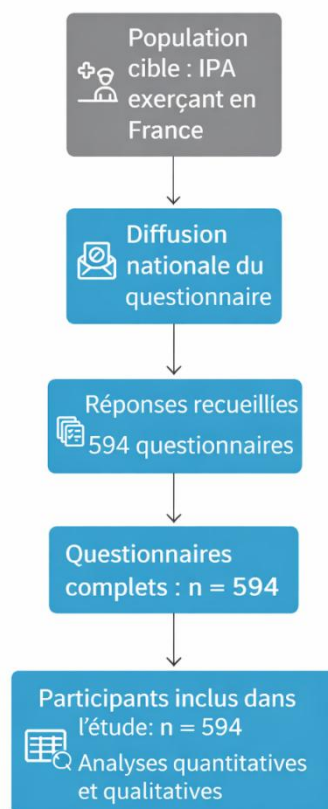 Population
cible : IPA
exerçant en
France
Diffusion
nationale du
questionnaire
Réponses recueillies
594 questionnaires
Questionnaires
complets : n = 594
Participants inclus dans
l'étude: n = 594
Analyses quantitatives
et qualitatives